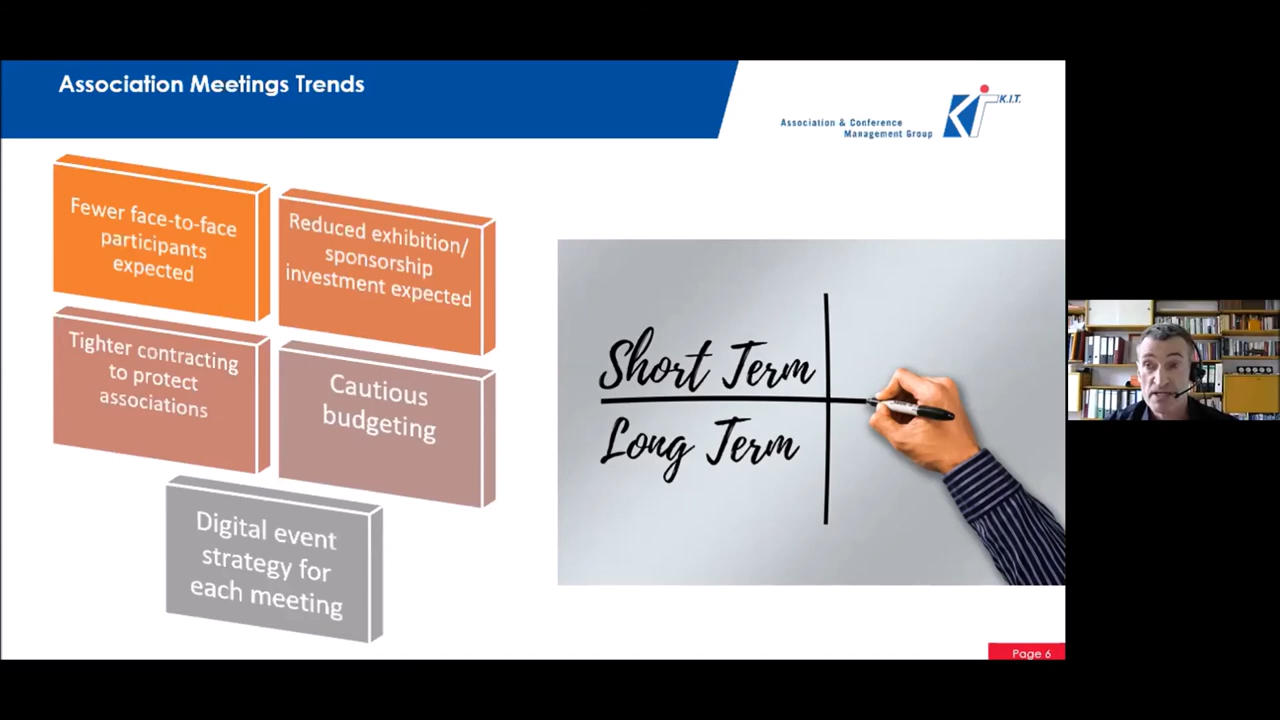 Association Meetings Trends
K.I.T.
Association & Conference
Management Group
Fewer face-to-face
participants
expected
Reduced exhibition/
sponsorship
investment expected
Tighter contracting
to protect
associations
Cautious
budgeting
Digital event
strategy for
each meeting
Short Term
Long Term
Page 6